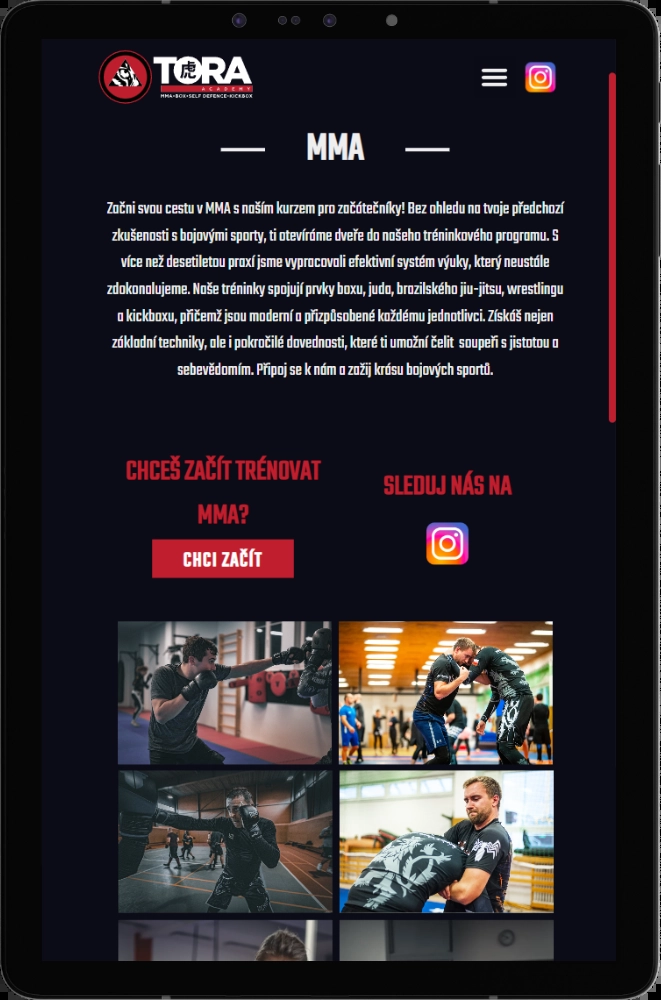 TORA
虎
ACADEMY
MMA•BOX•SELF DEFENCE•KICKBOX
MMA
Začni svou cestu v MMA s naším kurzem pro začátečníky! Bez ohledu na tvoje předchozí
zkušenosti s bojovými sporty, ti otevíráme dveře do našeho tréninkového programu. S
více než desetiletou praxí jsme vypracovali efektivní systém výuky, který neustále
zdokonalujeme. Naše tréninky spojují prvky boxu, juda, brazilského jiu-jitsu, wrestlingu
a kickboxu, přičemž jsou moderní a přizpůsobené každému jednotlivci. Získáš nejen
základní techniky, ale i pokročilé dovednosti, které ti umožní čelit soupeři s jistotou a
sebevědomím. Připoj se k nám a zažij krásu bojových sportů.
CHCEŠ ZAČÍT TRÉNOVAT
MMA?
CHCI ZAČÍT
SLEDUJ NÁS NA